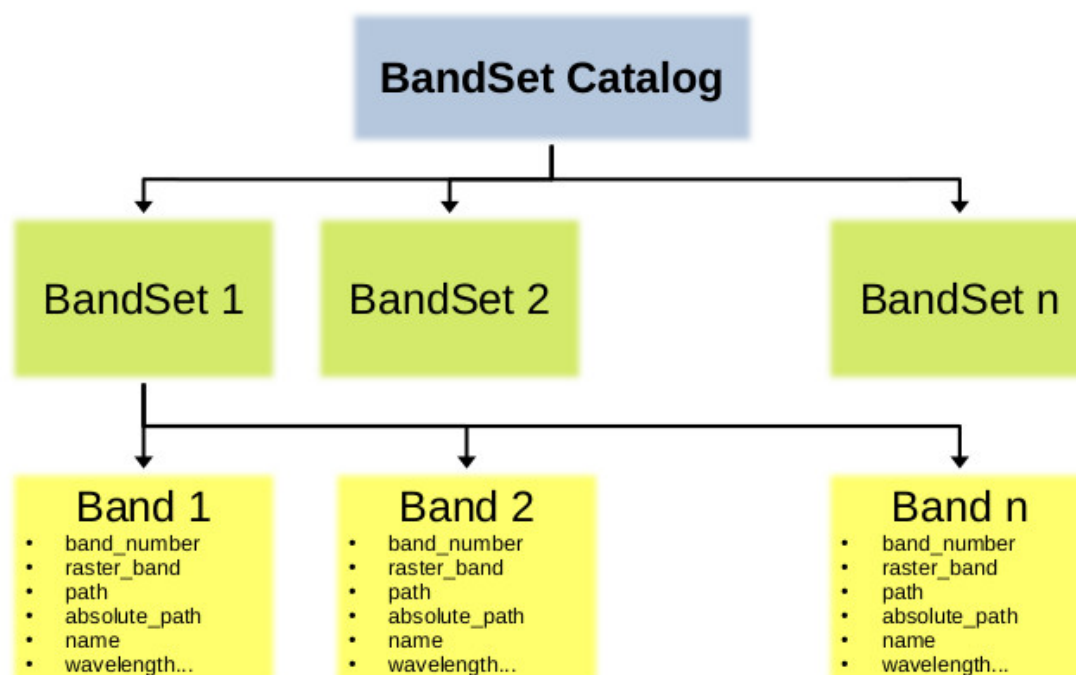 BandSet Catalog
BandSet 1
BandSet 2
BandSet n
Band 1
• band_number
• raster_band
• path
• absolute_path
• name
• wavelength...
Band 2
• band_number
• raster_band
• path
• absolute_path
• name
• wavelength...
Band n
• band_number
• raster_band
• path
• absolute_path
• name
• wavelength...